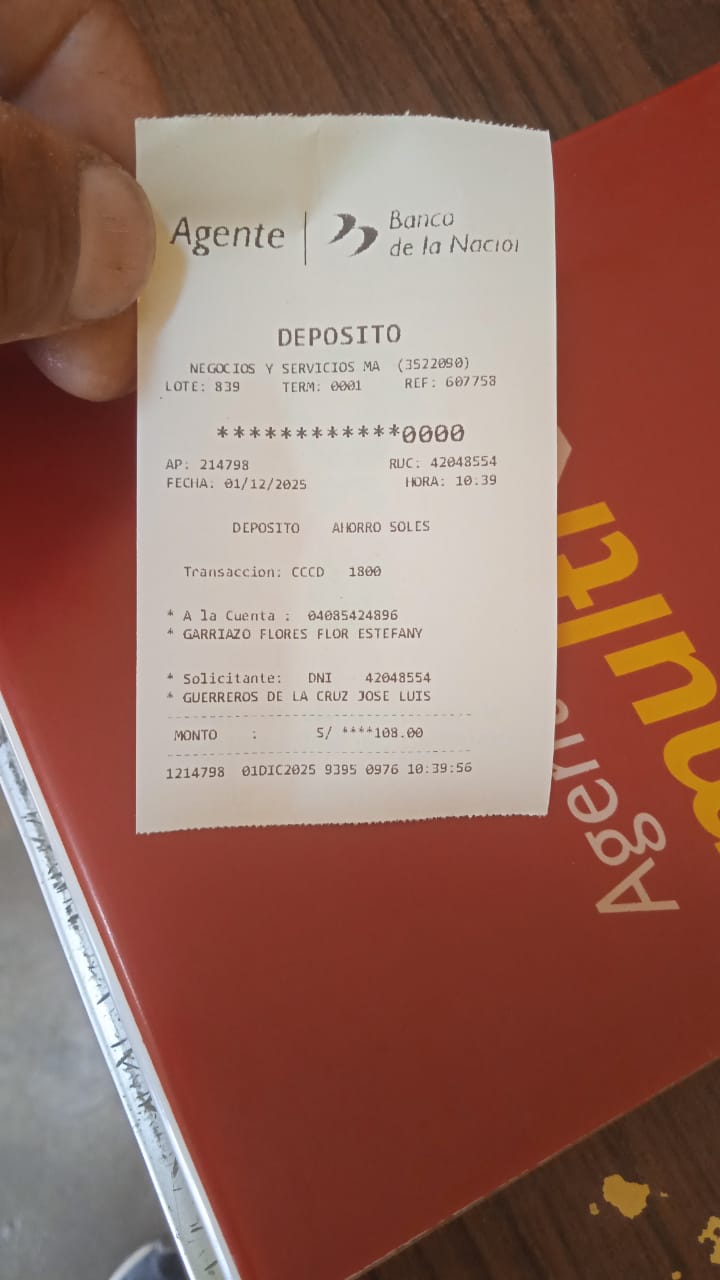 Agente | Banco
de la Nacior
DEPOSITO
NEGOCIOS Y SERVICIOS MA (3522090)
LOTE: 839 TERM: 0001 REF: 607758
************0000
AP: 214798 RUC: 42048554
FECHA: 01/12/2025 HORA: 10:39
DEPOSITO AHORRO SOLES
Transaccion: CCCD 1800
* A la Cuenta : 04085424896
* GARRIAZO FLORES FLOR ESTEFANY
* Solicitante: DNI 42048554
* GUERREROS DE LA CRUZ JOSE LUIS
MONTO : S/ ****108.00
1214798 01DIC2025 9395 0976 10:39:56
Agen